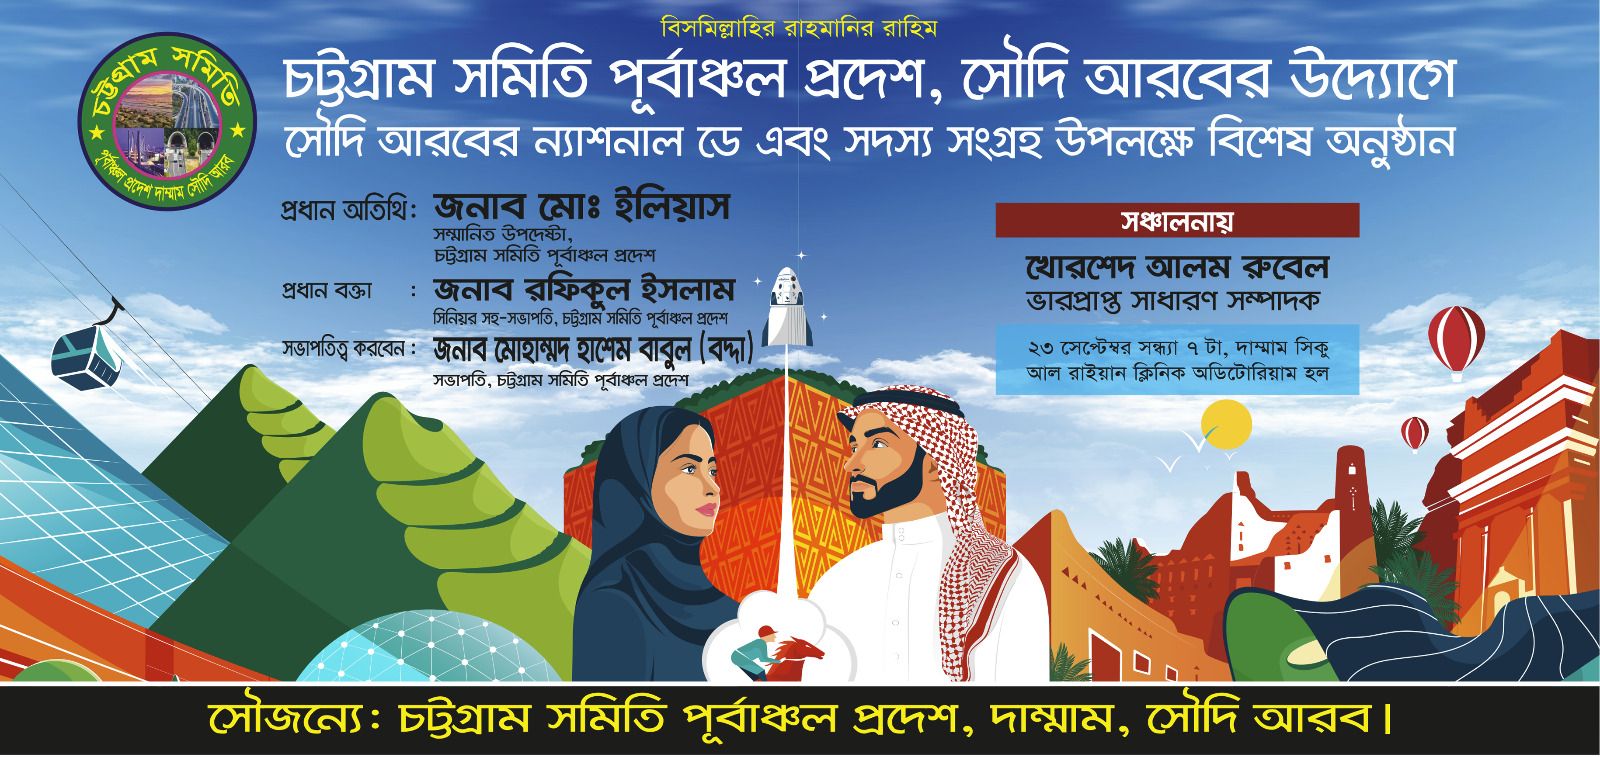 বিসমিল্লাহির রাহমানির রাহিম
চট্টগ্রাম সমিতি পূর্বাঞ্চল প্রদেশ, সৌদি আরবের উদ্যোগে
সৌদি আরবের ন্যাশনাল ডে এবং সদস্য সংগ্রহ উপলক্ষে বিশেষ অনুষ্ঠান
চট্টগ্রাম সমিতি
পূর্বাঞ্চল প্রদেশ দাম্মাম সৌদি আরব
প্রধান অতিথি: জনাব মোঃ ইলিয়াস
সম্মানিত উপদেষ্টা,
চট্টগ্রাম সমিতি পূর্বাঞ্চল প্রদেশ
প্রধান বক্তা : জনাব রফিকুল ইসলাম
সিনিয়র সহ-সভাপতি, চট্টগ্রাম সমিতি পূর্বাঞ্চল প্রদেশ
সভাপতিত্ব করবেন : জনাব মোহাম্মদ হাশেম বাবুল (বদ্দা)
সভাপতি, চট্টগ্রাম সমিতি পূর্বাঞ্চল প্রদেশ
সঞ্চালনায়
খোরশেদ আলম রুবেল
ভারপ্রাপ্ত সাধারণ সম্পাদক
২৩ সেপ্টেম্বর সন্ধ্যা ৭ টা, দাম্মাম সিকু
আল রাইয়ান ক্লিনিক অডিটোরিয়াম হল
সৌজন্যে: চট্টগ্রাম সমিতি পূর্বাঞ্চল প্রদেশ, দাম্মাম, সৌদি আরব।